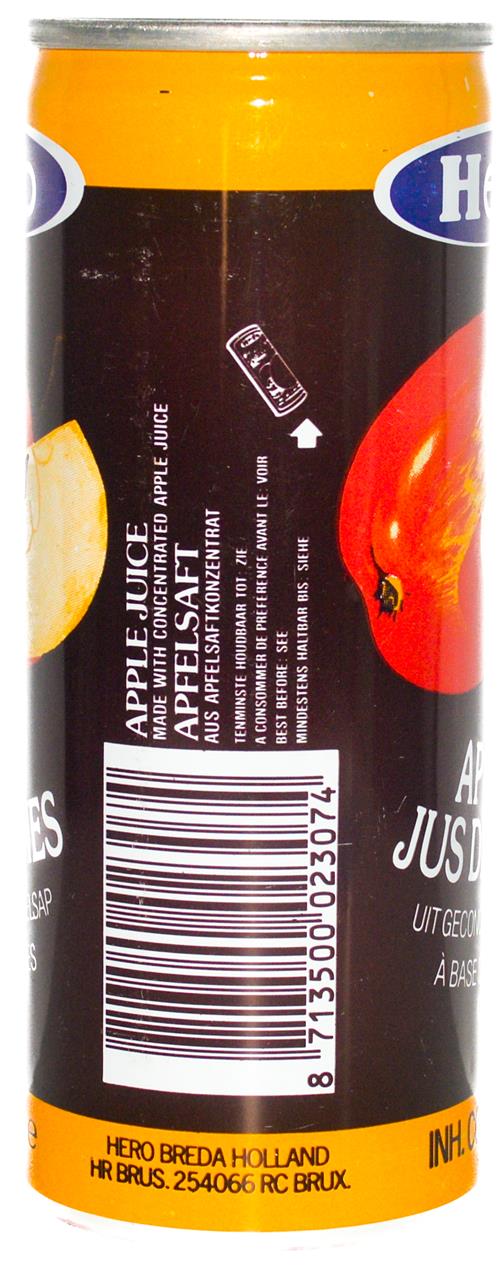 APPLE JUICE
MADE WITH CONCENTRATED APPLE JUICE
APFELSAFT
AUS APFELSAFTKONZENTRAT
TENMINSTE HOUDBAAR TOT: ZIE
A CONSOMMER DE PREFERENCE AVANT LE: VOIR
BEST BEFORE: SEE
MINDESTENS HALTBAR BIS: SIEHE
8 713500 023074
JUS D
À BASE
HERO BREDA HOLLAND
HR BRUS. 254066 RC BRUX.
INH.